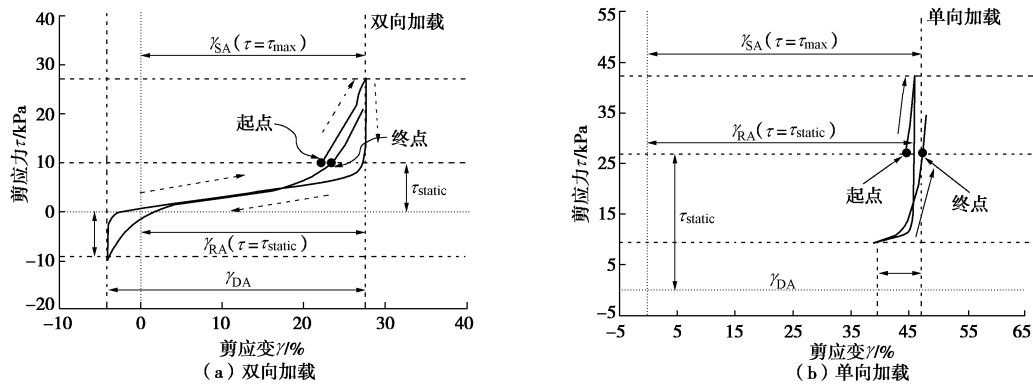 双向加载
γSA(τ=τmax)
起点
终点
τstatic
γRA(τ=τstatic)
γDA
剪应力τ/kPa
40
30
20
10
0
-10
-20
-10
0
10
20
30
40
剪应变γ/%
(a)双向加载
单向加载
γSA(τ=τmax)
γRA(τ=τstatic)
起点
终点
τstatic
γDA
剪应力τ/kPa
55
45
35
25
15
5
-5
-5
5
15
25
35
45
55
65
剪应变γ/%
(b)单向加载